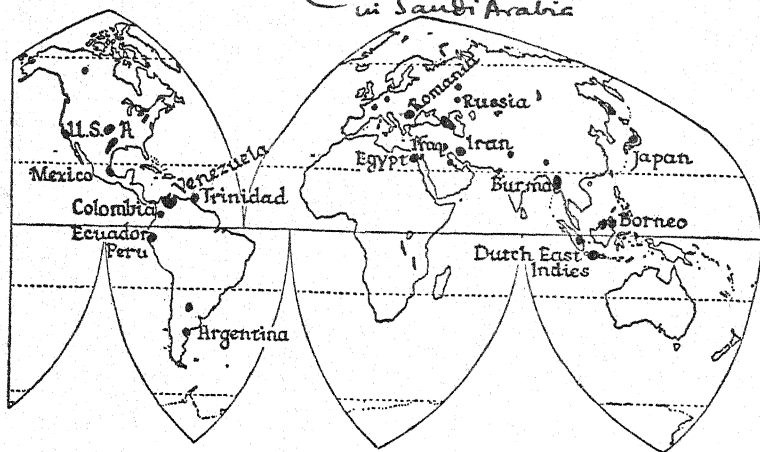 in Saudi Arabia
Romania
Russia
U.S.A
Iraq
Iran
Egypt
Japan
Mexico
Venezuela
Trinidad
Burma
Colombia
Borneo
Ecuador
Peru
Dutch East
Indies
Argentina